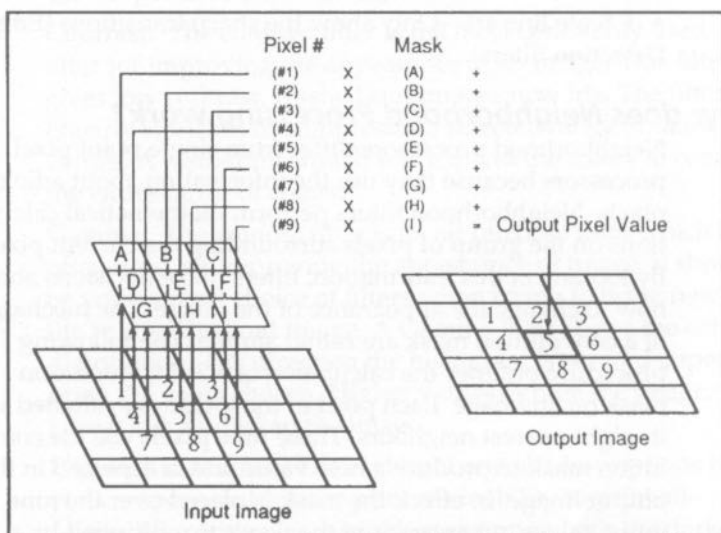 Pixel # Mask
(#1) X (A) +
(#2) X (B) +
(#3) X (C) +
(#4) X (D) +
(#5) X (E) +
(#6) X (F) +
(#7) X (G) +
(#8) X (H) +
(#9) X (I)
Output Pixel Value
A B C
D E F
G H I
1 2 3
4 5 6
7 8 9
Input Image
2 3
4 5 6
7 8 9
Output Image